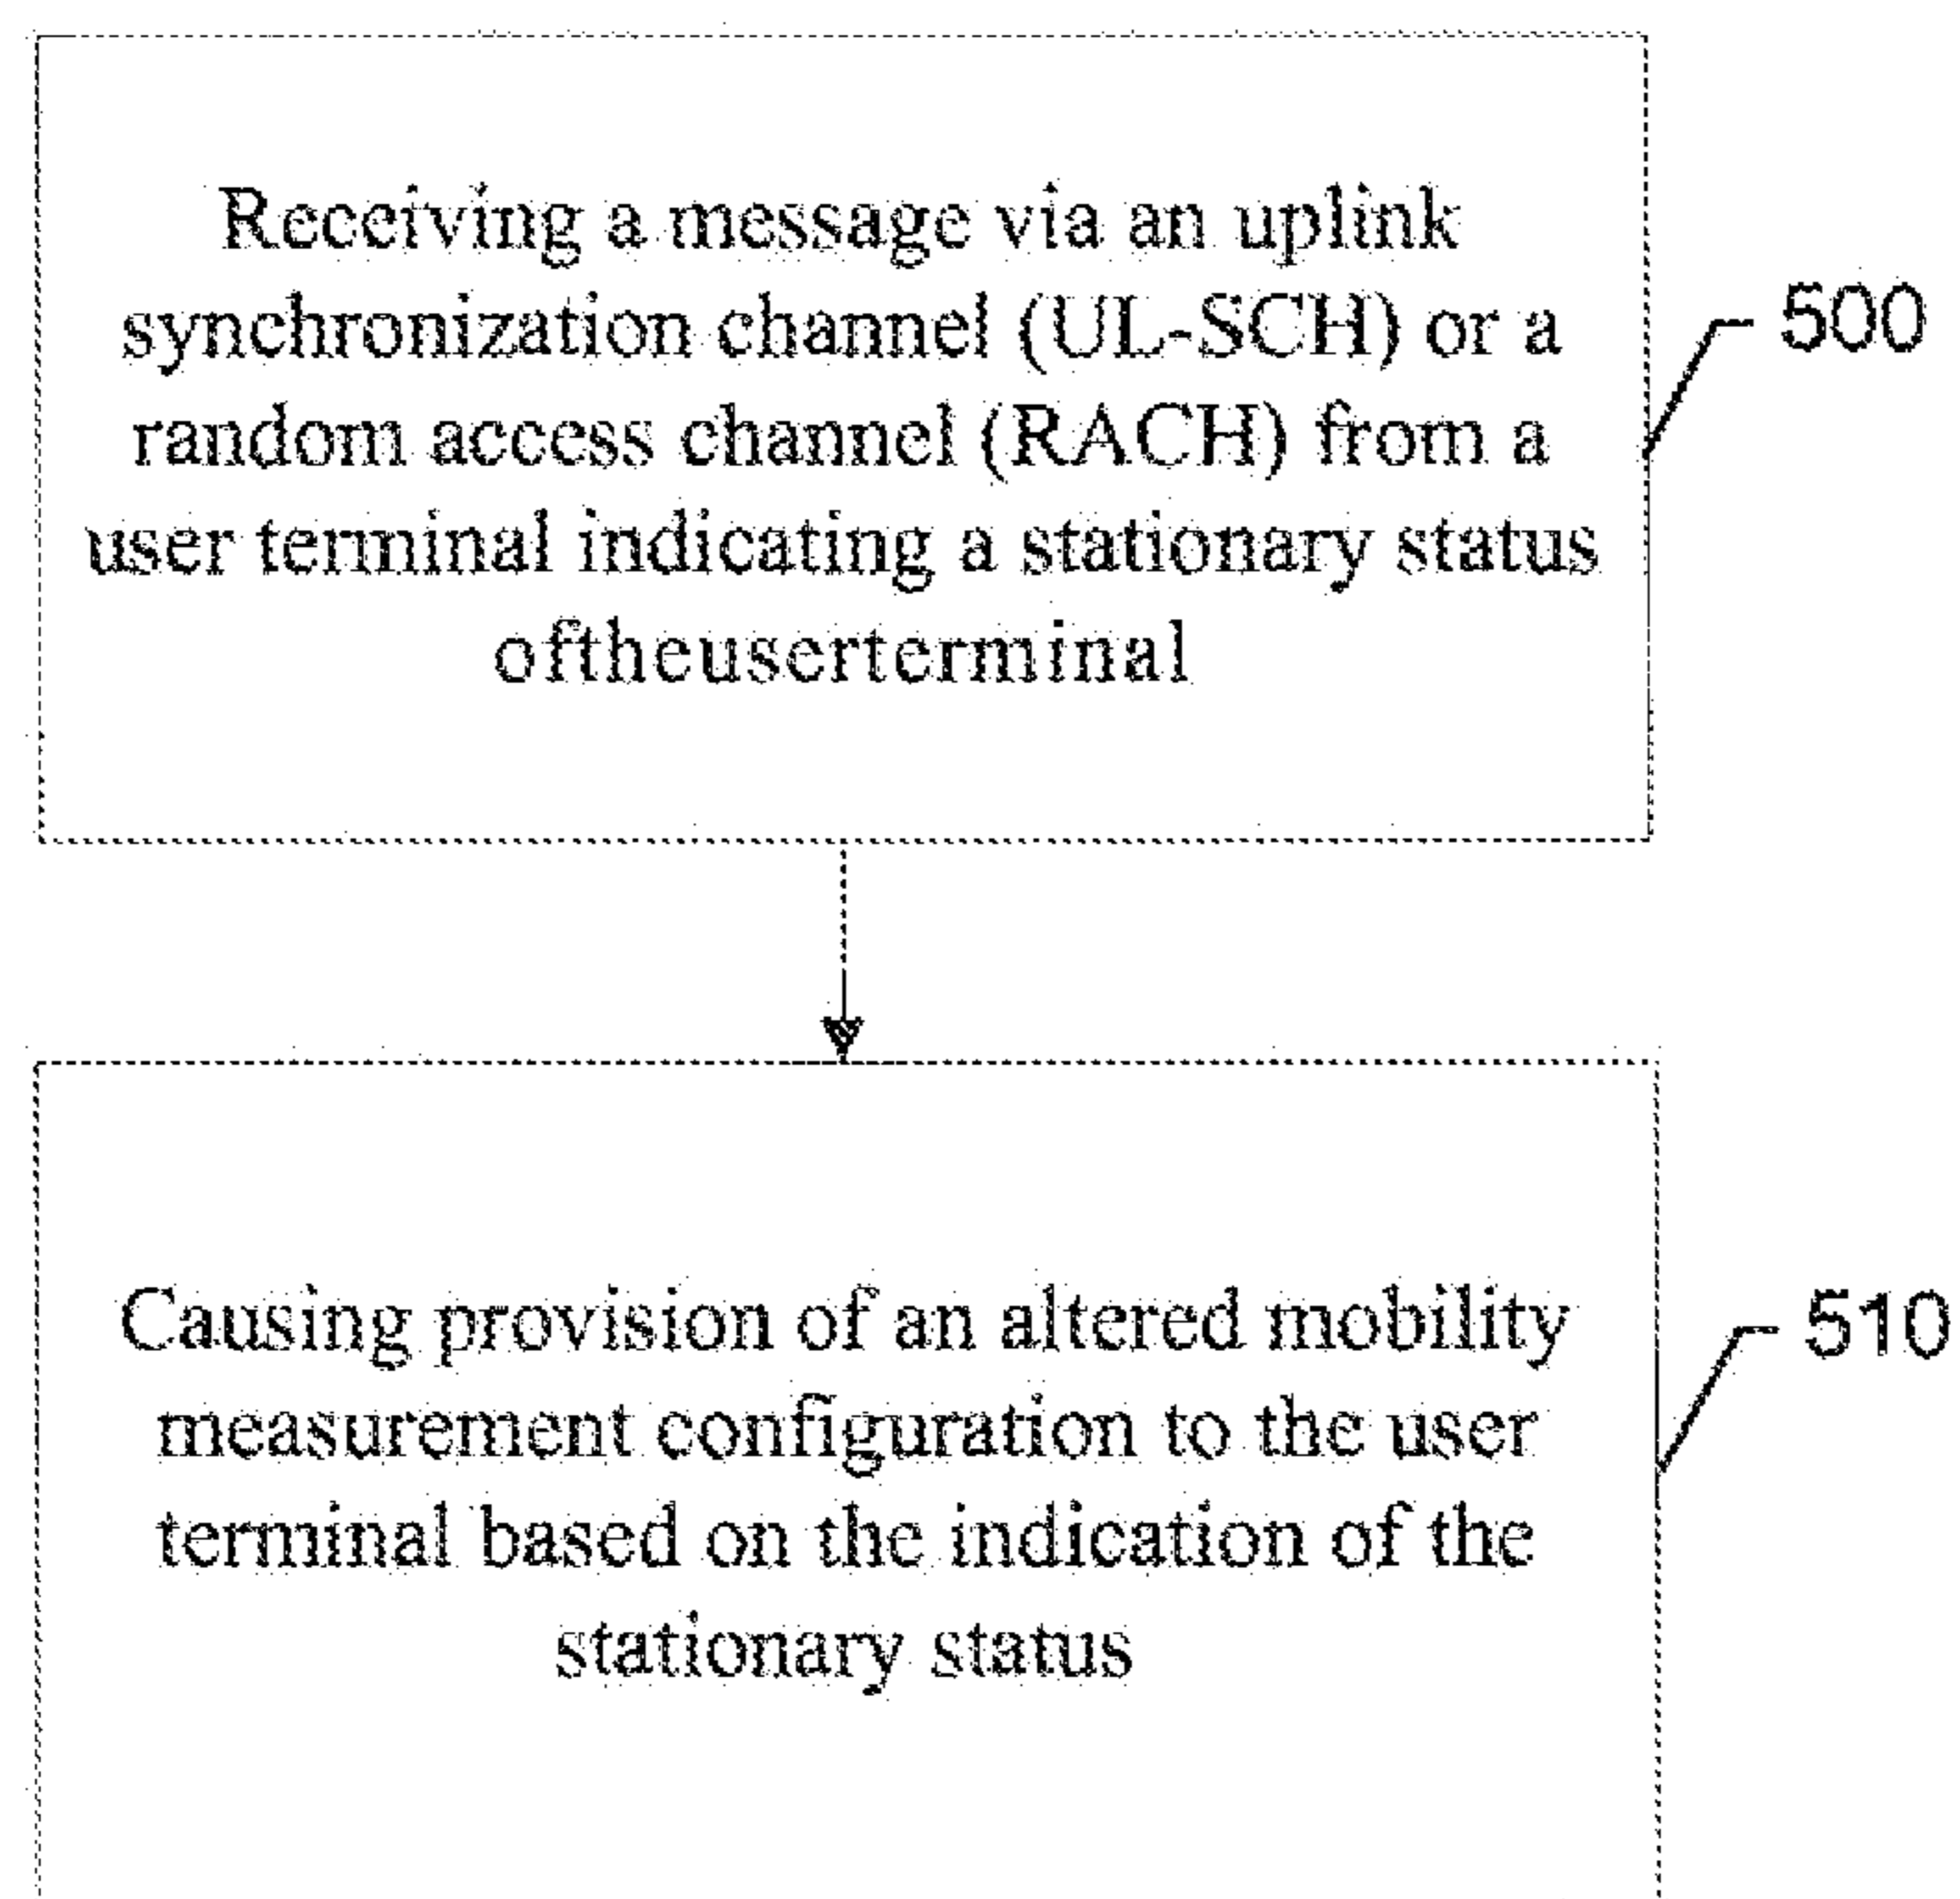 Receiving a message via an uplink
synchronization channel (UL-SCH) or a
random access channel (RACH) from a
user terminal indicating a stationary status
oftheuserterminal
500
Causing provision of an altered mobility
measurement configuration to the user
terminal based on the indication of the
stationary status
510